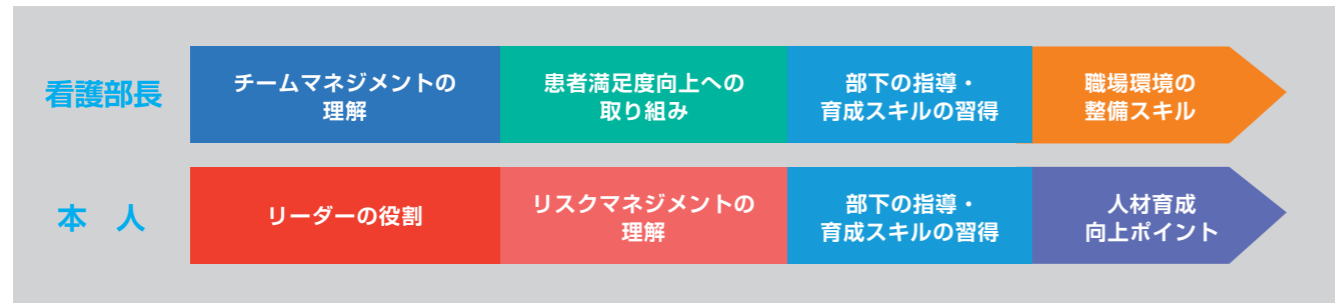 看護部長
チームマネジメントの
理解
患者満足度向上への
取り組み
部下の指導・
育成スキルの習得
職場環境の
整備スキル
本　人
リーダーの役割
リスクマネジメントの
理解
部下の指導・
育成スキルの習得
人材育成
向上ポイント